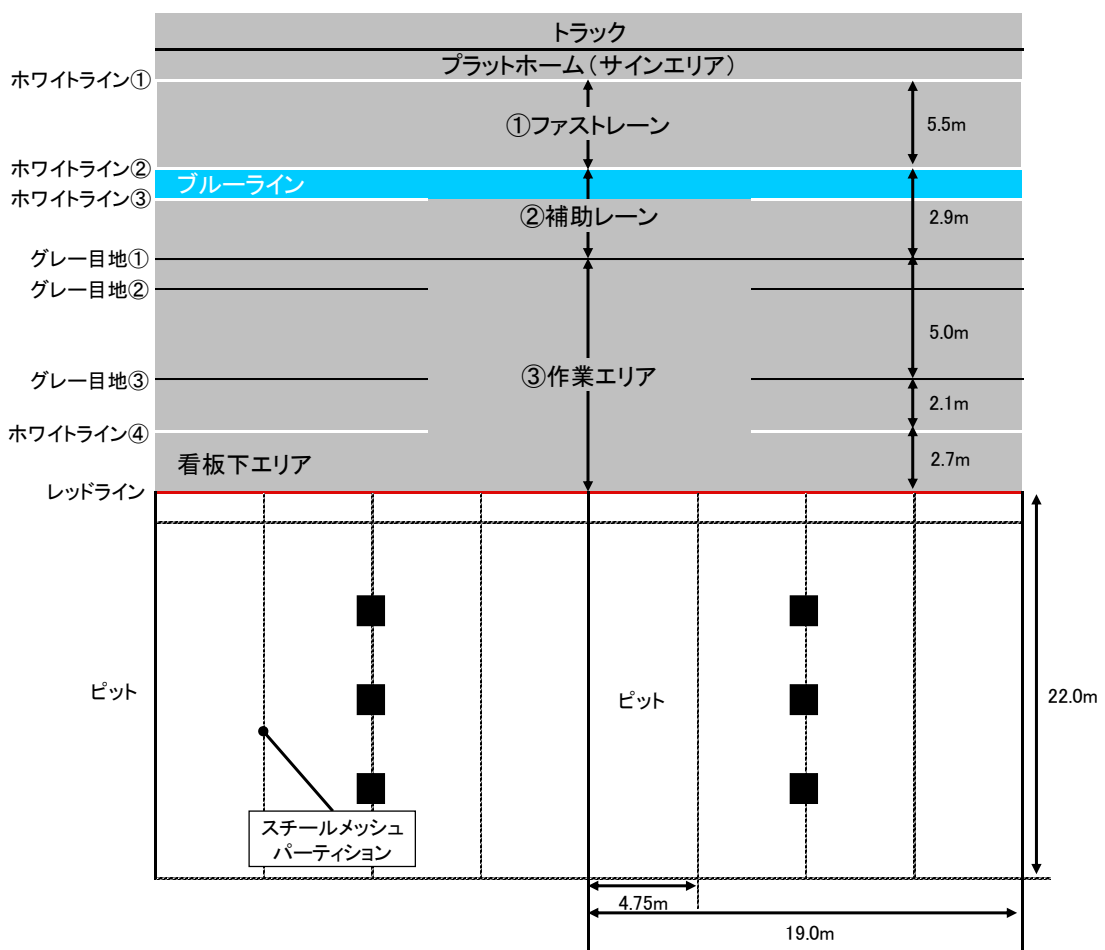 トラック
プラットホーム（サインエリア）
ホワイトライン①
①ファストレーン
5.5m
ホワイトライン②
ブルーライン
ホワイトライン③
②補助レーン
2.9m
グレー目地①
グレー目地②
5.0m
グレー目地③
③作業エリア
2.1m
ホワイトライン④
看板下エリア
2.7m
レッドライン
ピット
ピット
22.0m
スチールメッシュ
パーティション
4.75m
19.0m